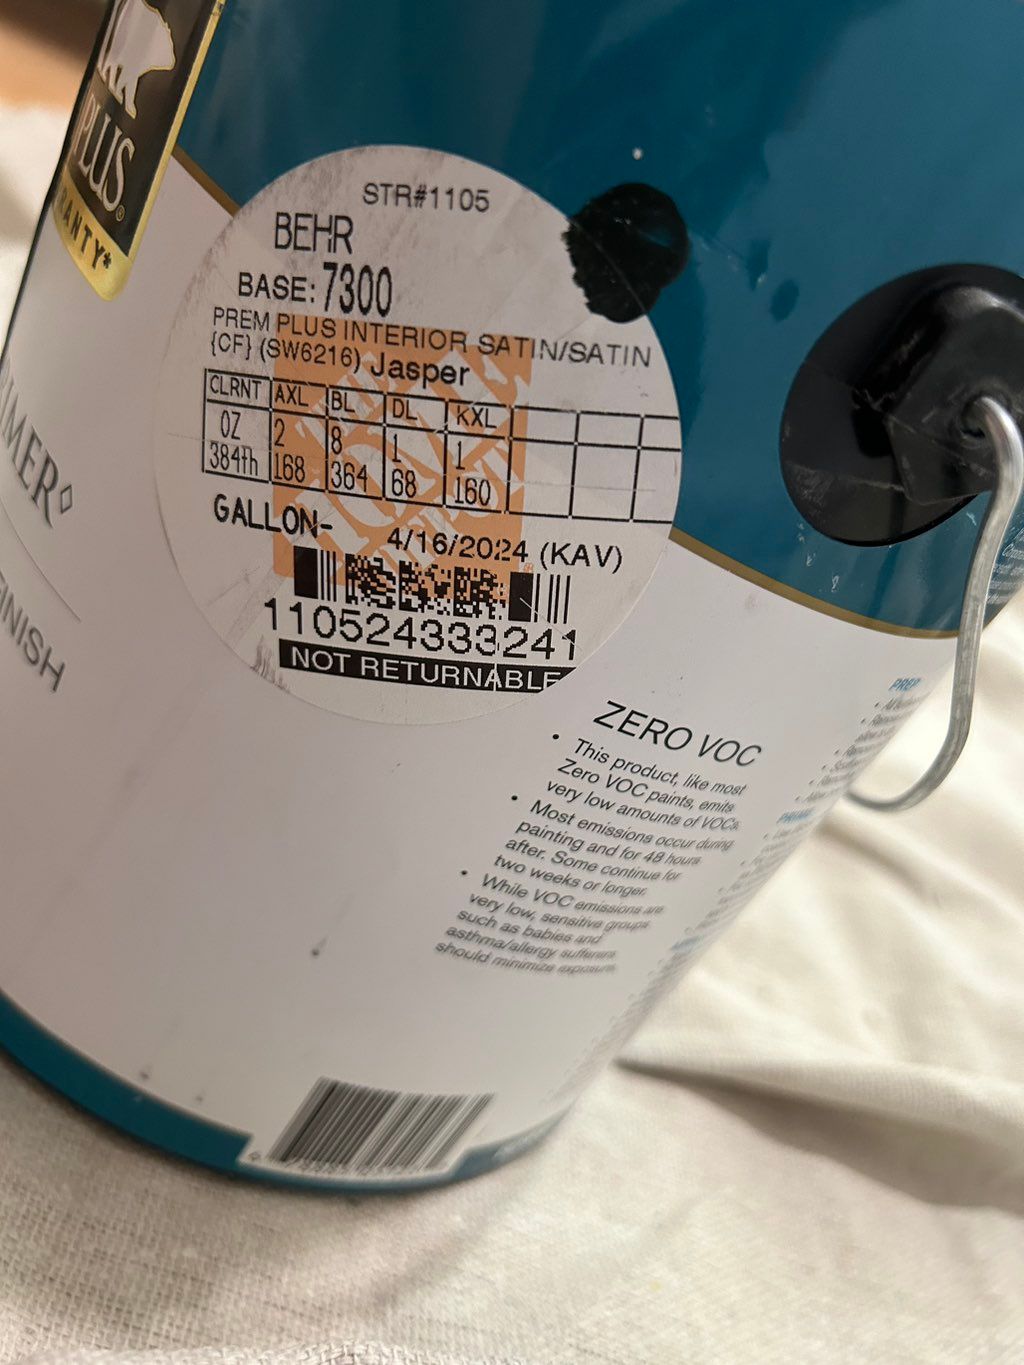 PLUS®
RANTY*
STR#1105
BEHR
BASE: 7300
PREM PLUS INTERIOR SATIN/SATIN
{CF} (SW6216) Jasper
CLRNT AXL BL DL KXL
OZ 2 8 1 1
384th 168 364 68 160
GALLON-
4/16/2024 (KAV)
110524333241
NOT RETURNABLE
IMER
FINISH
ZERO VOC
• This product, like most
Zero VOC paints, emits
very low amounts of VOCs.
• Most emissions occur during
painting and for 48 hours
after. Some continue for
two weeks or longer.
• While VOC emissions are
very low, sensitive groups
such as babies and
asthma/allergy sufferers
should minimize exposure.
PREP